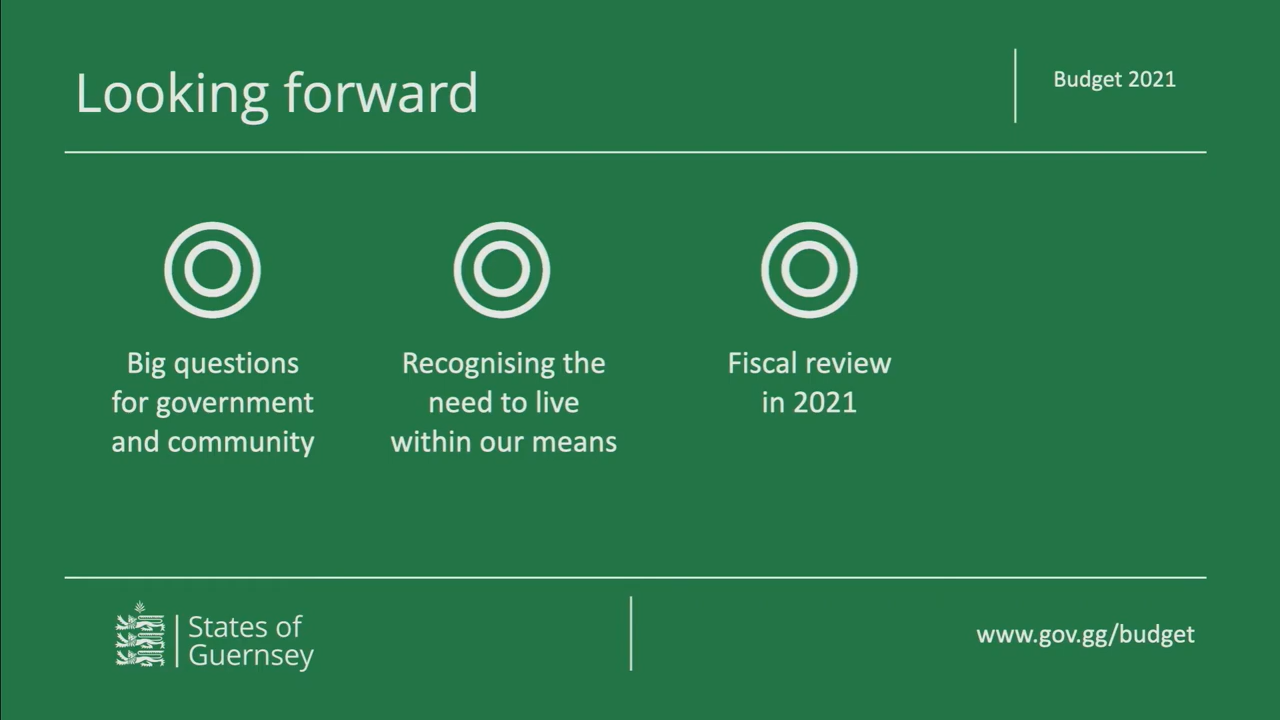 Looking forward
Budget 2021
Big questions
for government
and community
Recognising the
need to live
within our means
Fiscal review
in 2021
States of
Guernsey
www.gov.gg/budget